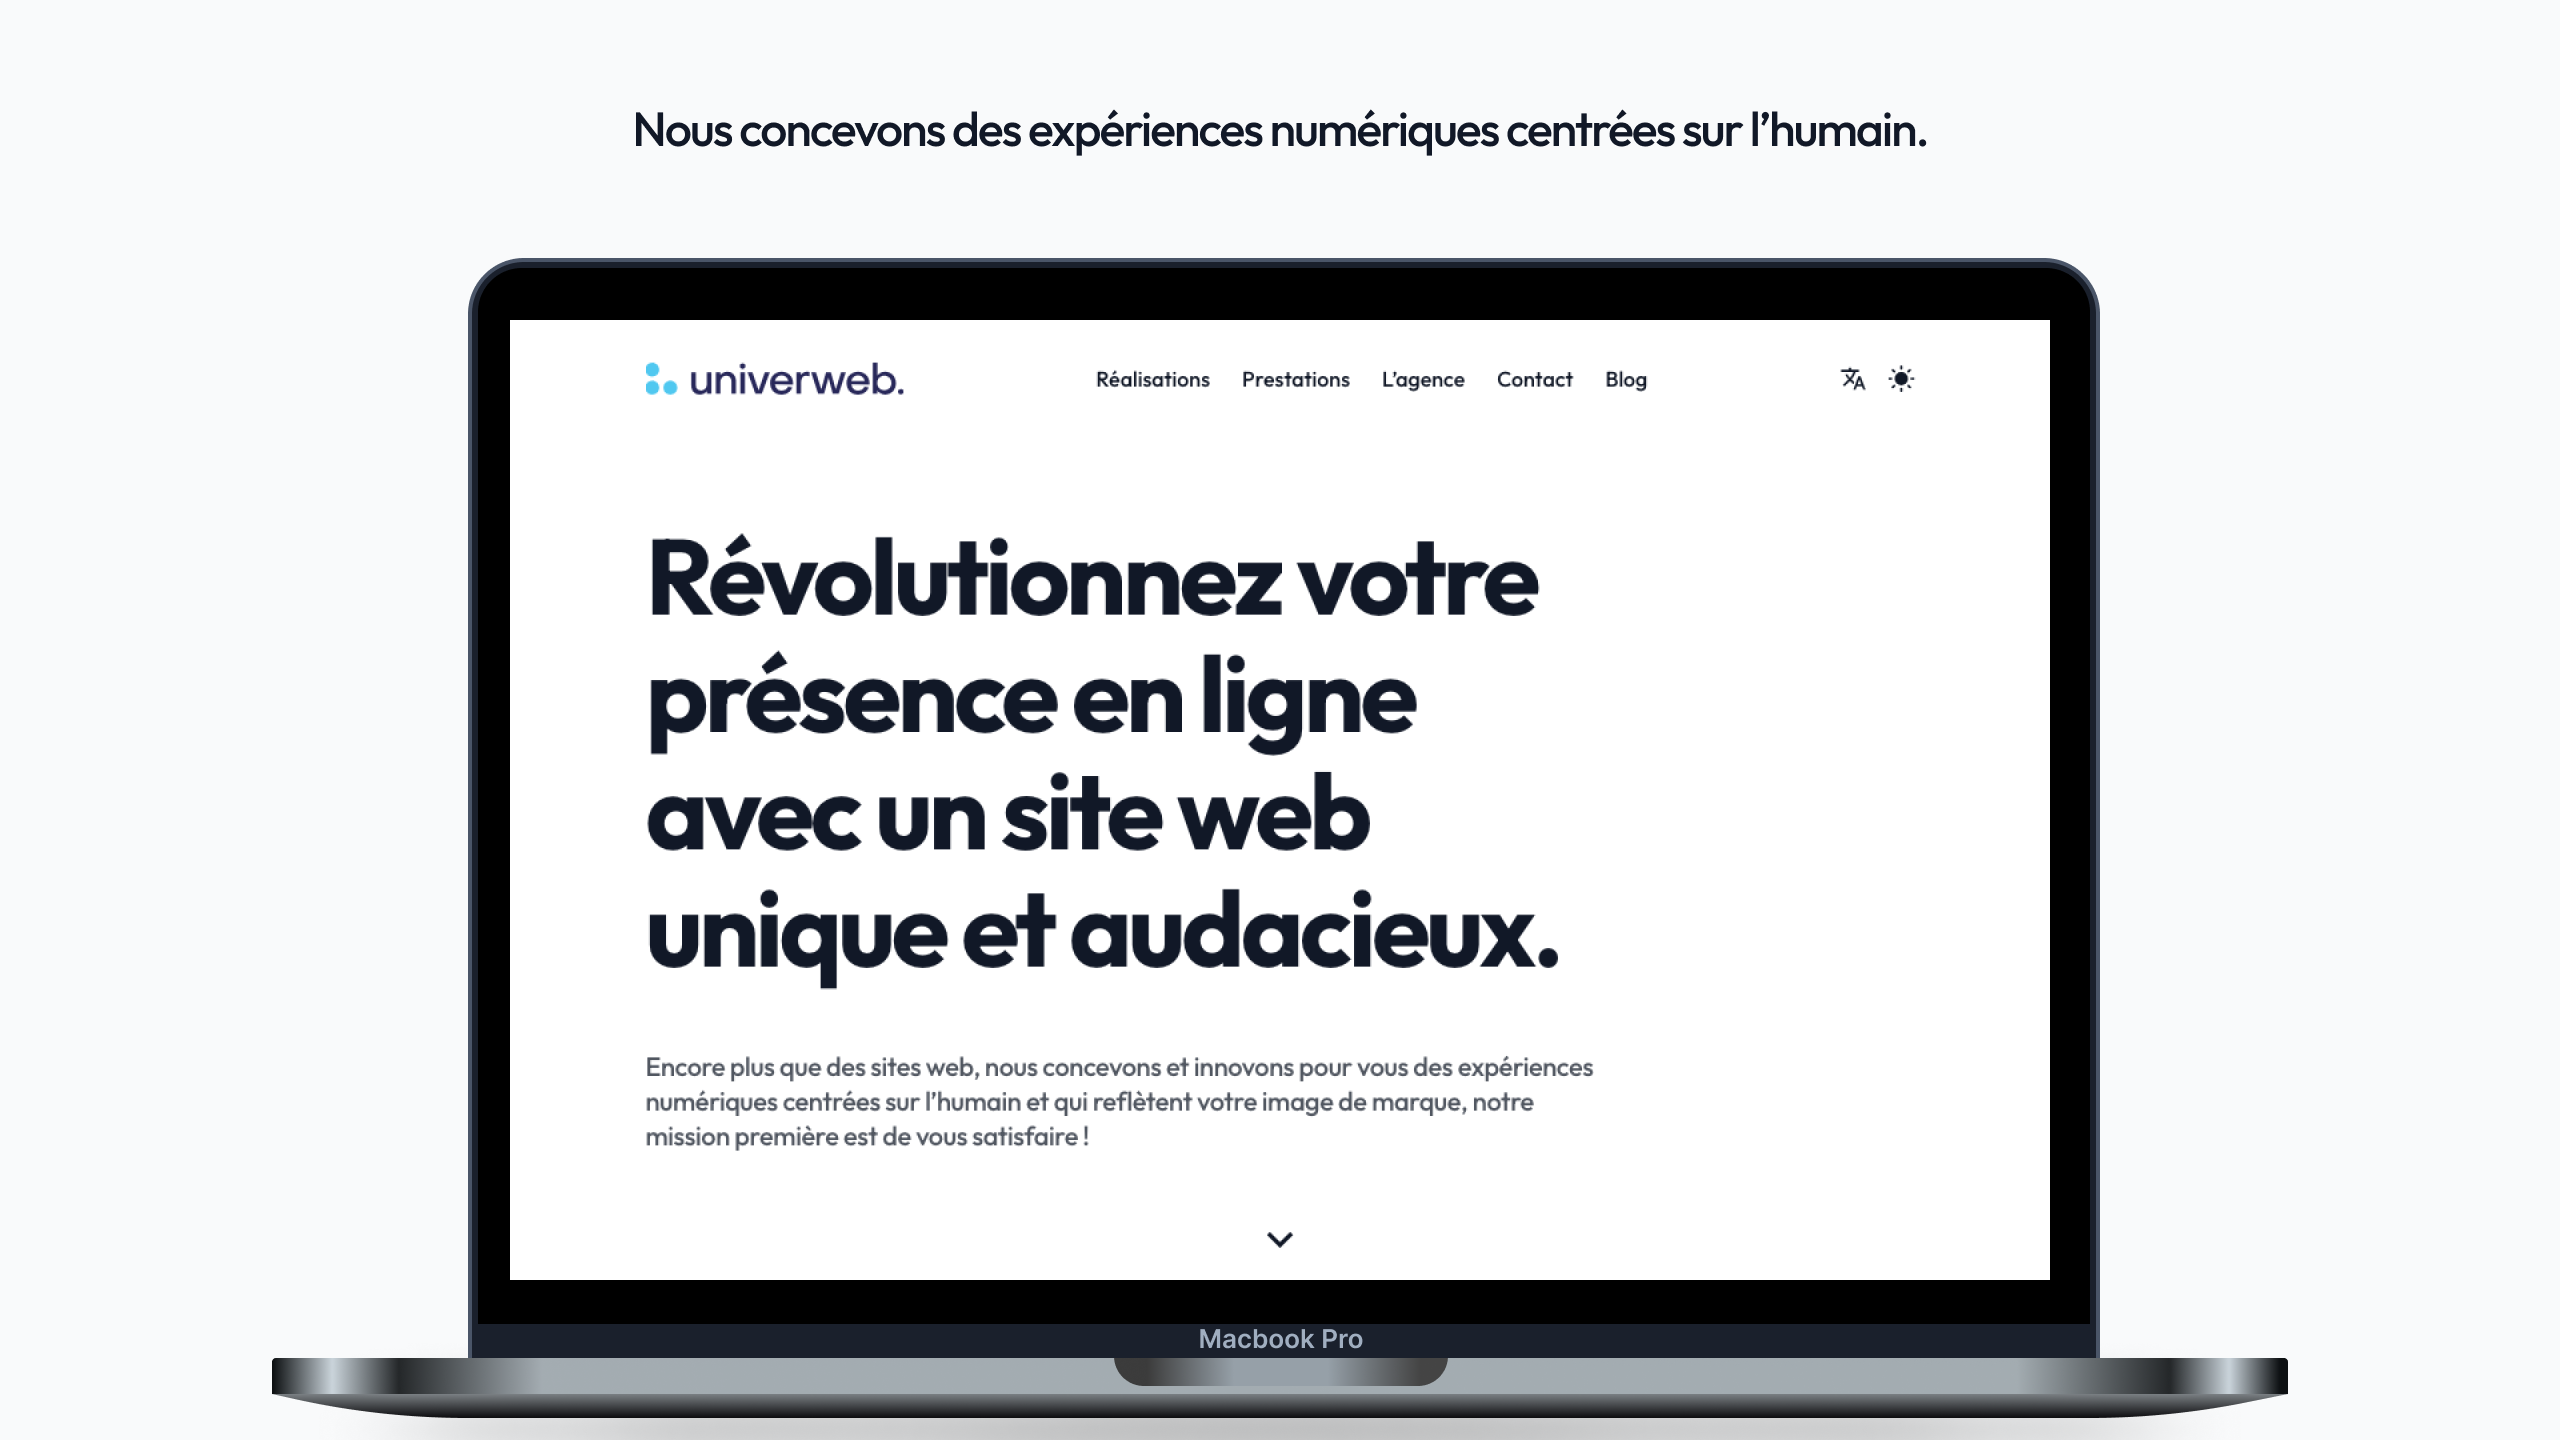 Nous concevons des expériences numériques centrées sur l’humain.
univerweb.
Réalisations Prestations L’agence Contact Blog
Révolutionnez votre
présence en ligne
avec un site web
unique et audacieux.
Encore plus que des sites web, nous concevons et innovons pour vous des expériences
numériques centrées sur l’humain et qui reflètent votre image de marque, notre
mission première est de vous satisfaire !
Macbook Pro